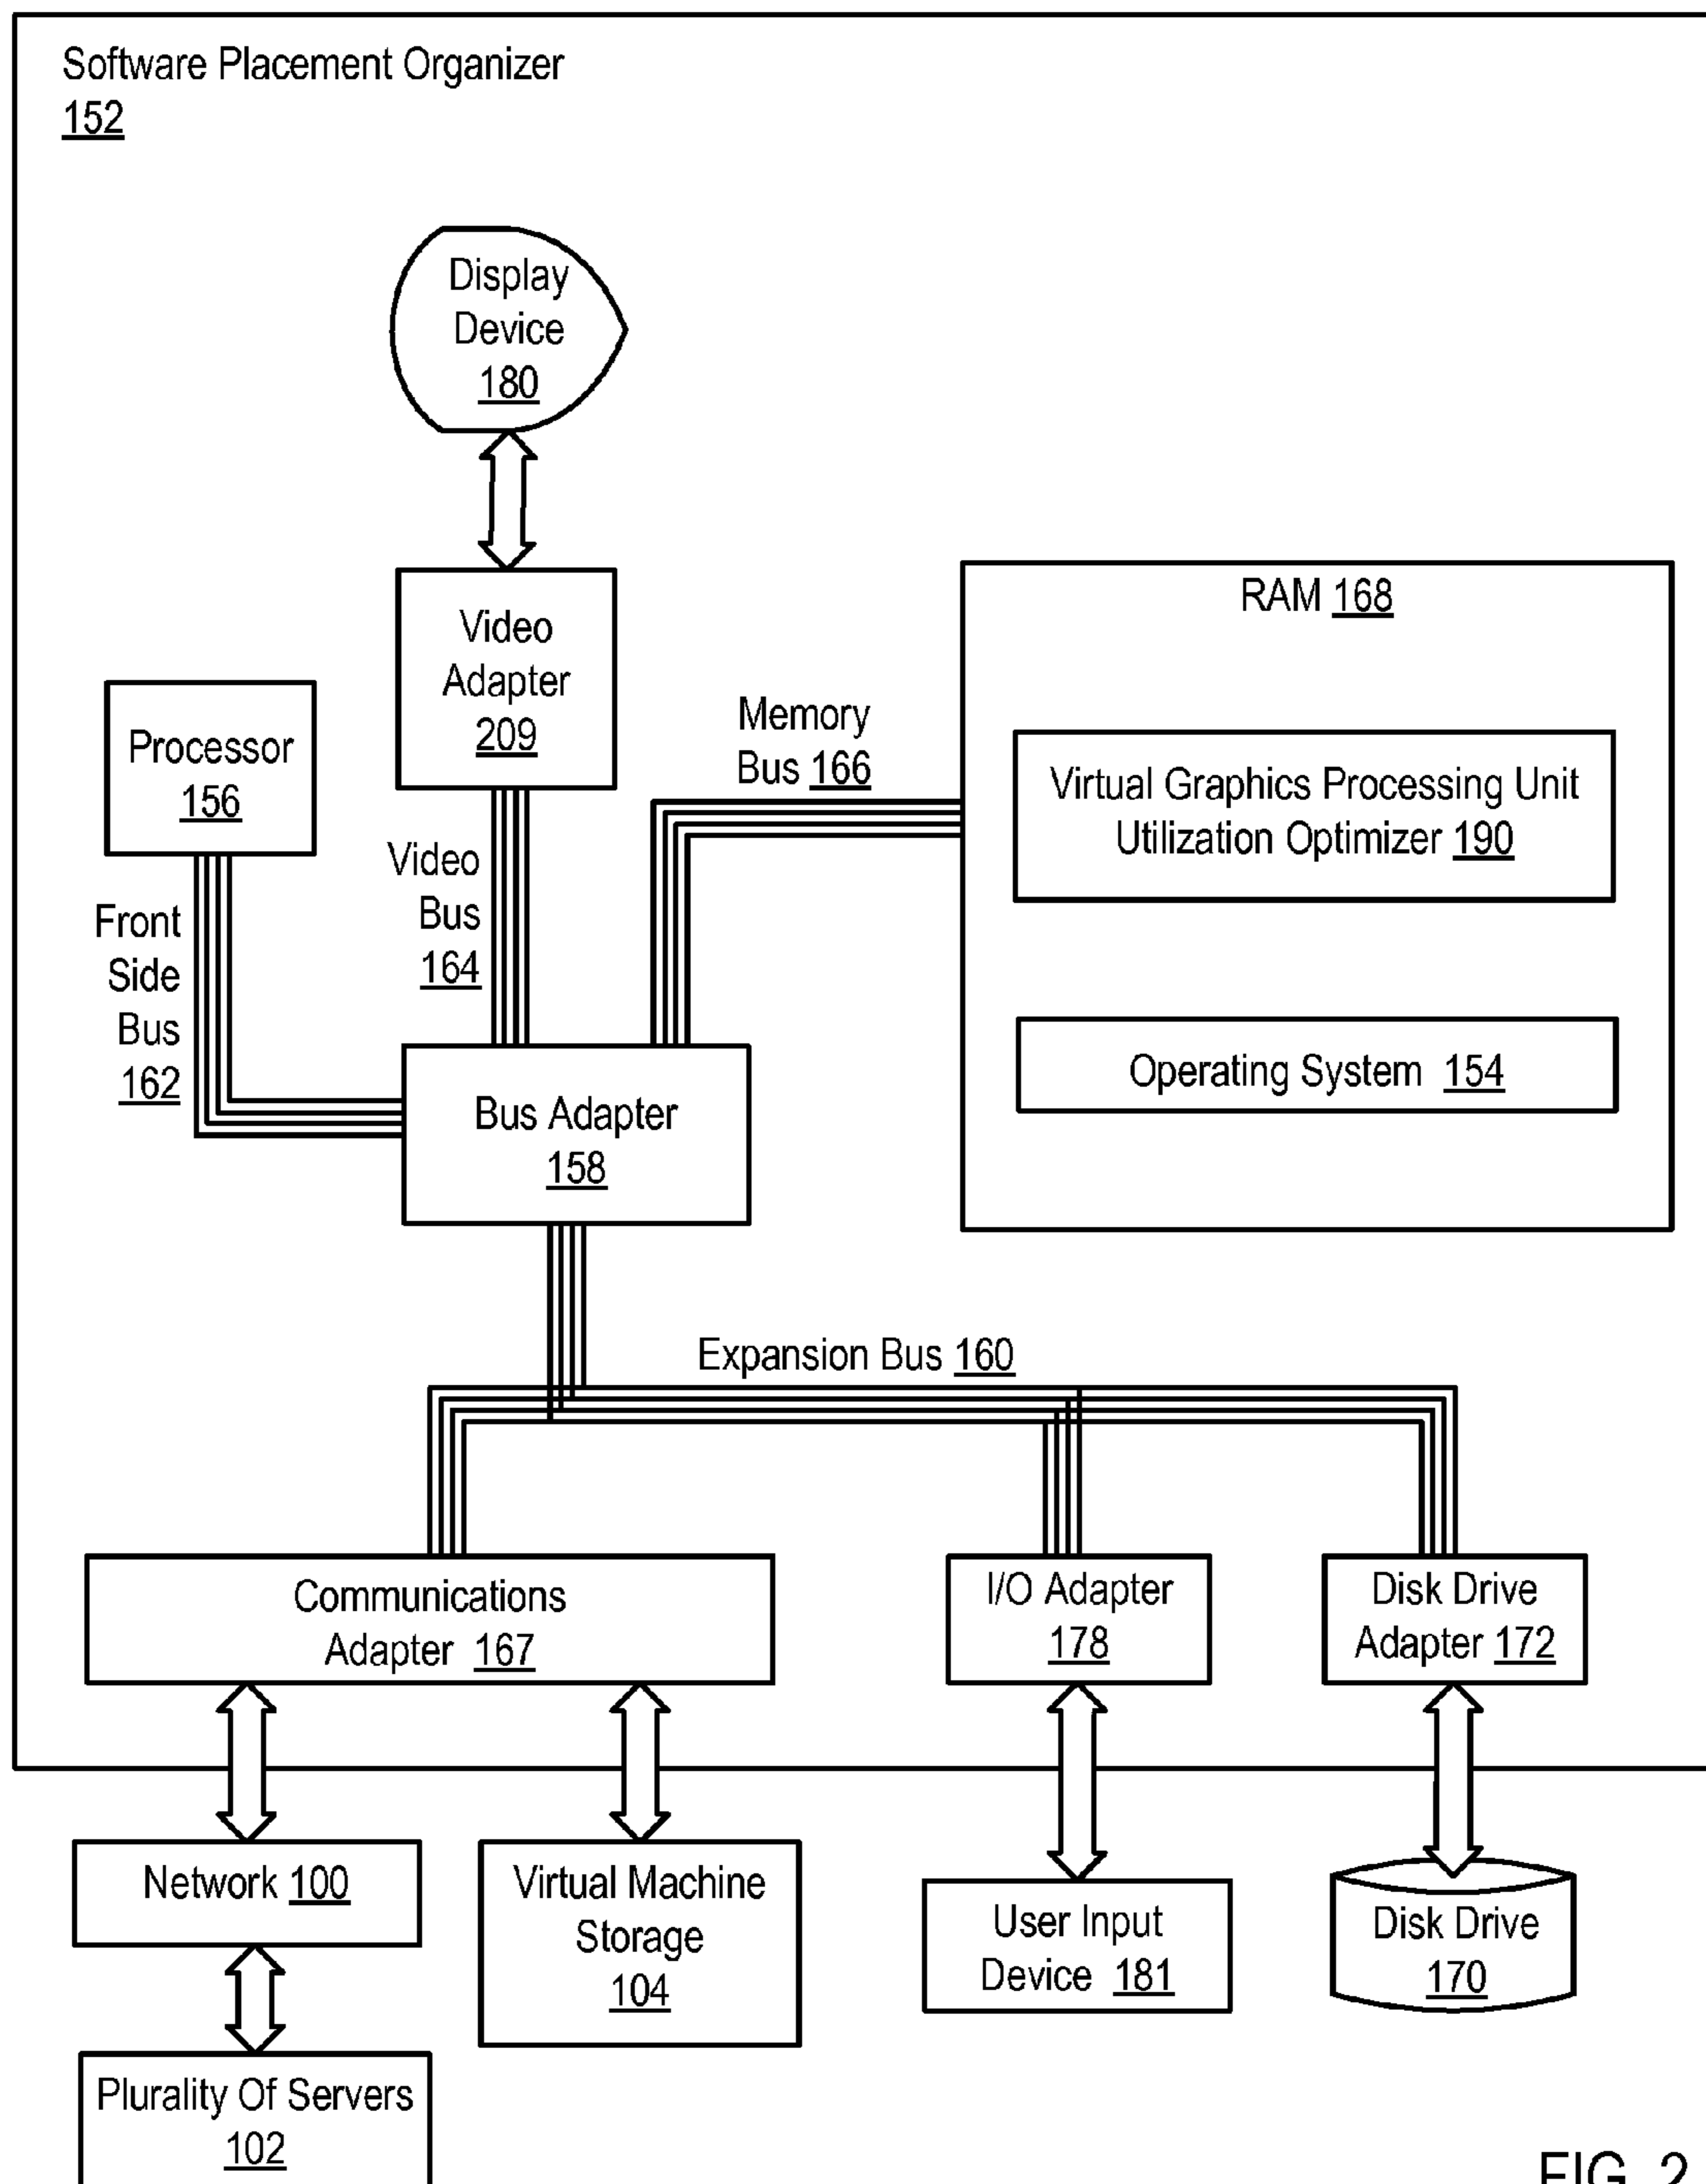 Software Placement Organizer
152
Display
Device
180
Video
Adapter
209
RAM 168
Processor
156
Memory
Bus 166
Virtual Graphics Processing Unit
Utilization Optimizer 190
Video
Bus
164
Front
Side
Bus
162
Operating System 154
Bus Adapter
158
Expansion Bus 160
Communications
Adapter 167
I/O Adapter
178
Disk Drive
Adapter 172
Network 100
Virtual Machine
Storage
104
User Input
Device 181
Disk Drive
170
Plurality Of Servers
102
FIG. 2